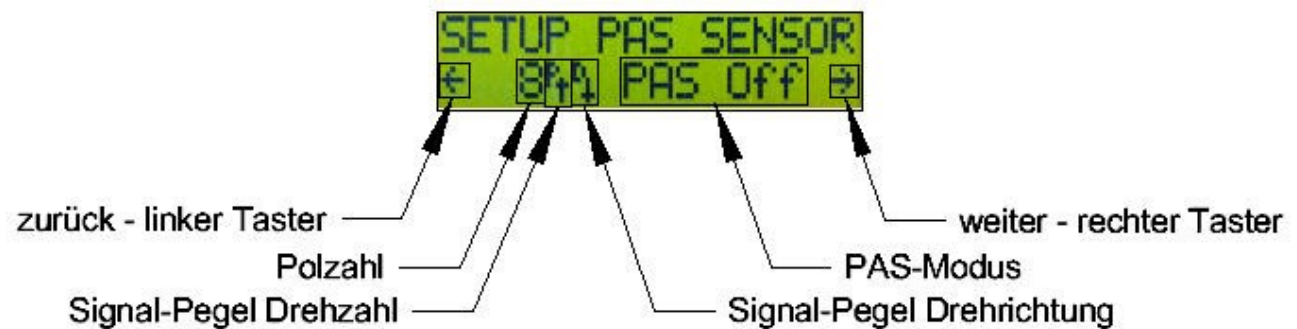 SETUP PAS SENSOR
← 8 PAS Off →
zurück - linker Taster
weiter - rechter Taster
Polzahl
PAS-Modus
Signal-Pegel Drehzahl
Signal-Pegel Drehrichtung